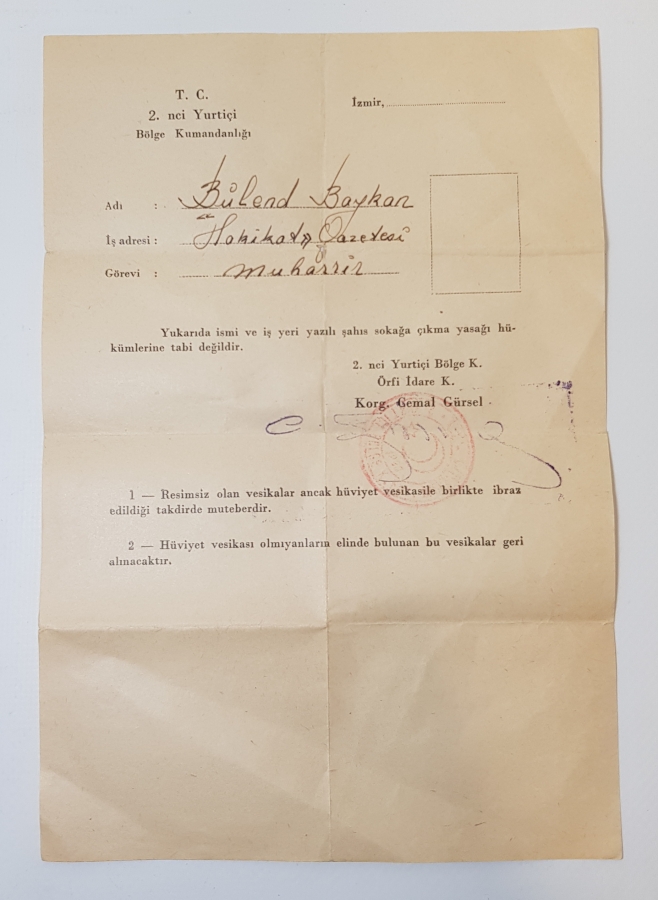 T. C.
2. nci Yurtiçi
Bölge Kumandanlığı
İzmir,
Adı : Bülend Baykan
İş adresi : Hakikat Gazetesi
Görevi : Muharrir
Yukarıda ismi ve iş yeri yazılı şahıs sokağa çıkma yasağı hü-
kümlerine tabi değildir.
2. nci Yurtiçi Bölge K.
Örfi İdare K.
Korg. Cemal Gürsel
1 — Resimsiz olan vesikalar ancak hüviyet vesikasile birlikte ibraz
edildiği takdirde muteberdir.
2 — Hüviyet vesikası olmıyanların elinde bulunan bu vesikalar geri
alınacaktır.